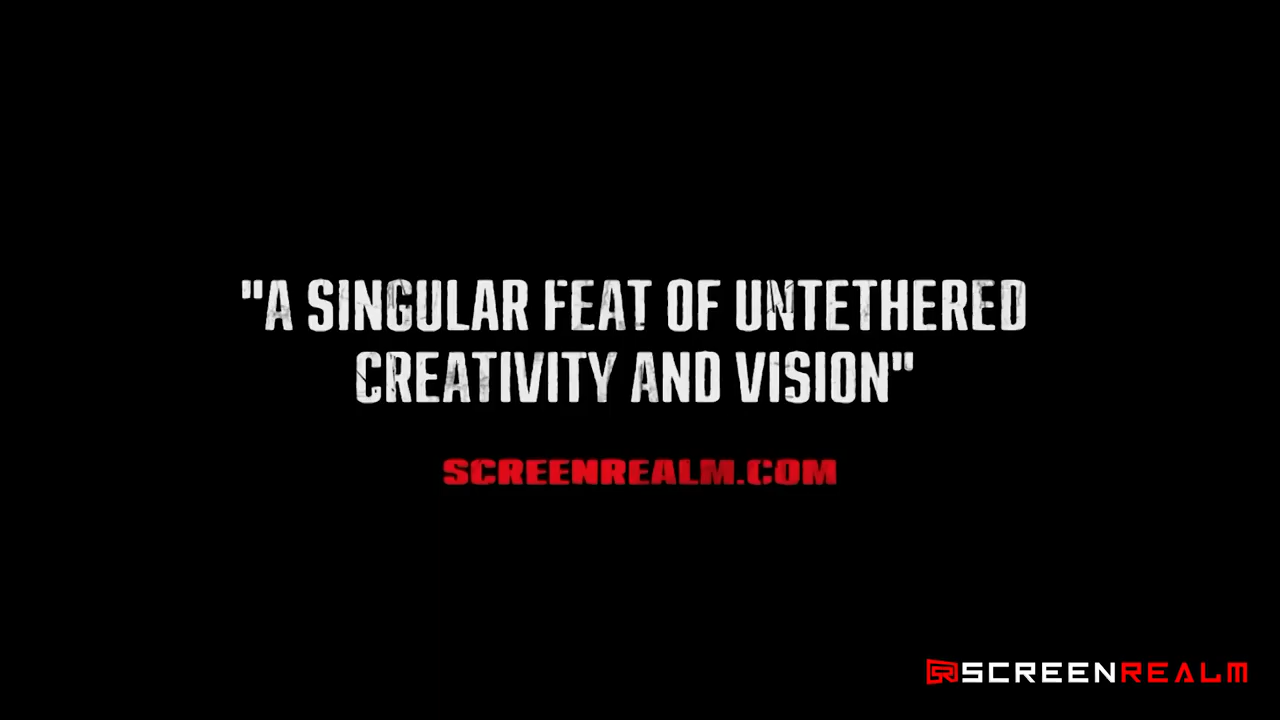 "A SINGULAR FEAT OF UNTETHERED
CREATIVITY AND VISION"
SCREENREALM.COM
SCREENREALM